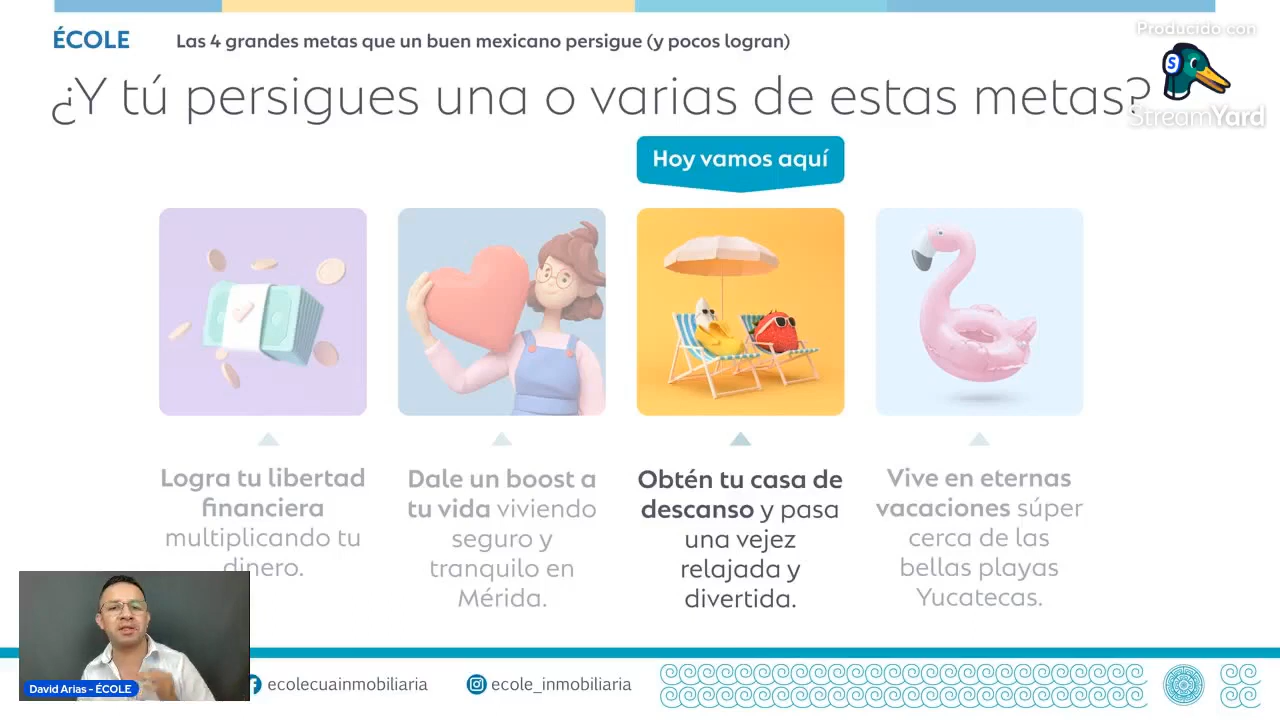 ÉCOLE
Las 4 grandes metas que un buen mexicano persigue (y pocos logran)
Producido con
StreamYard
¿Y tú persigues una o varias de estas metas?
Hoy vamos aquí
Logra tu libertad
financiera
multiplicando tu
dinero.
Dale un boost a
tu vida viviendo
seguro y
tranquilo en
Mérida.
Obtén tu casa de
descanso y pasa
una vejez
relajada y
divertida.
Vive en eternas
vacaciones súper
cerca de las
bellas playas
Yucatecas.
David Arias - ÉCOLE
ecolecuainmobiliaria
ecole_inmobiliaria